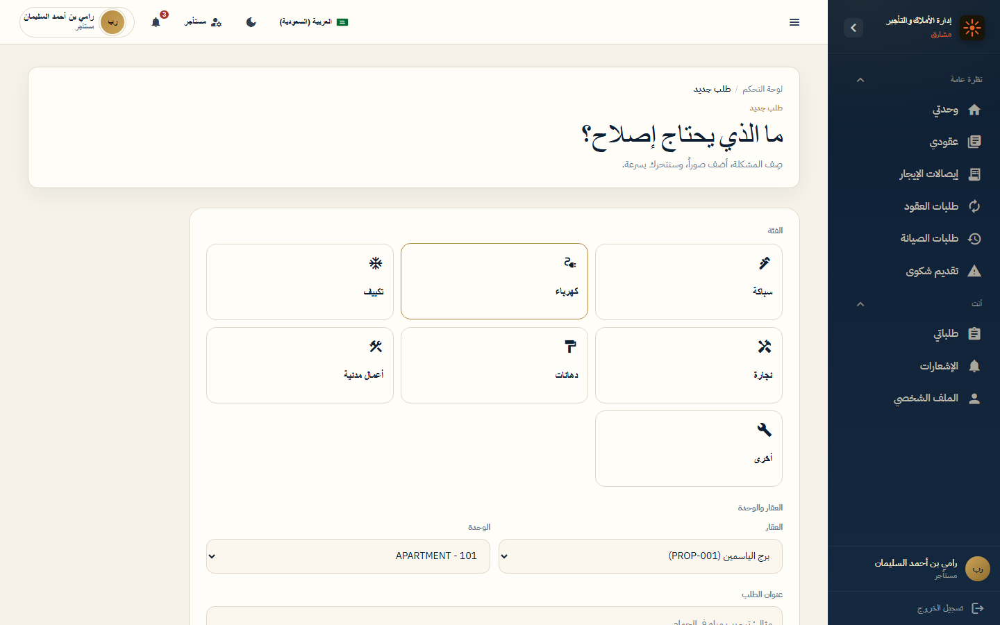 إدارة الأملاك والتأجير
مشارق
نظرة عامة
وحدتي
عقودي
إيصالات الإيجار
طلبات العقود
طلبات الصيانة
تقديم شكوى
أنت
طلباتي
الإشعارات
الملف الشخصي
رب
رامي بن أحمد السليمان
مستأجر
تسجيل الخروج
العربية (السعودية)
مستأجر
3
رب
رامي بن أحمد السليمان
مستأجر
لوحة التحكم / طلب جديد
طلب جديد
ما الذي يحتاج إصلاح؟
صِف المشكلة، أضف صوراً، وسنتحرك بسرعة.
الفئة
سباكة
كهرباء
تكييف
نجارة
دهانات
أعمال مدنية
أخرى
العقار والوحدة
العقار
الوحدة
برج الياسمين (PROP-001)
APARTMENT - 101
عنوان الطلب